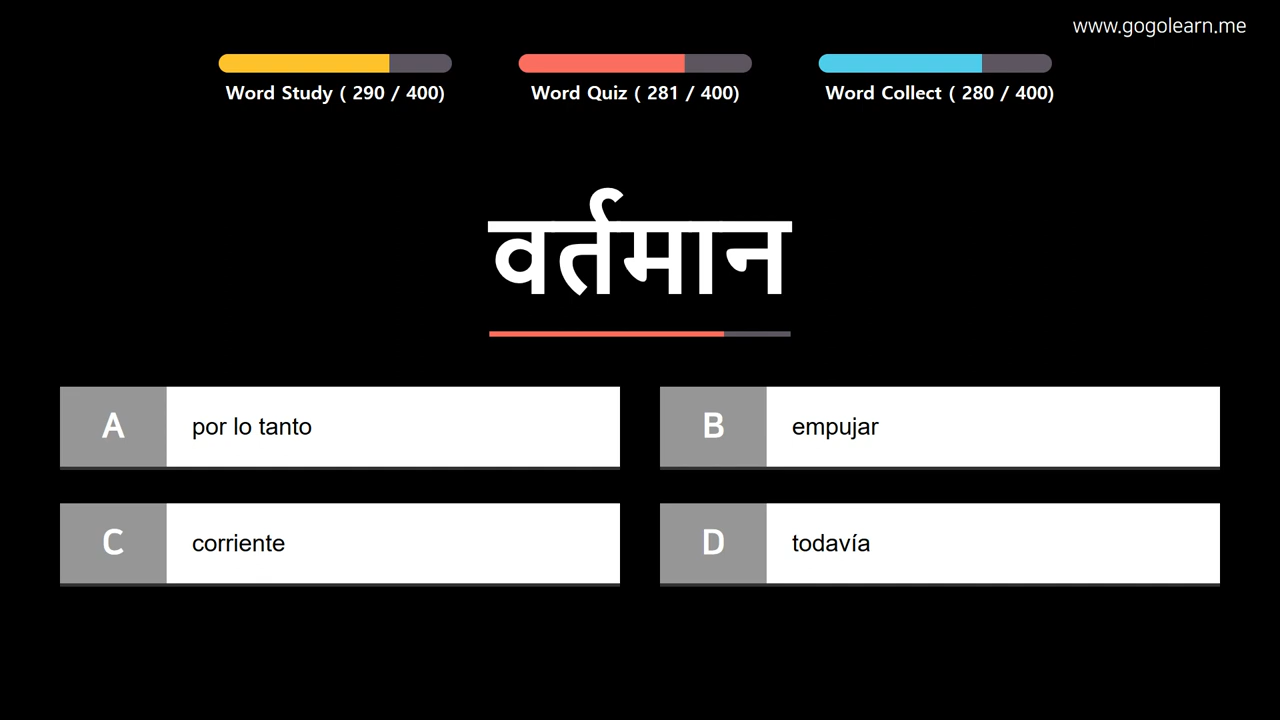 www.gogolearn.me
Word Study ( 290 / 400)
Word Quiz ( 281 / 400)
Word Collect ( 280 / 400)
वर्तमान
A por lo tanto
B empujar
C corriente
D todavía